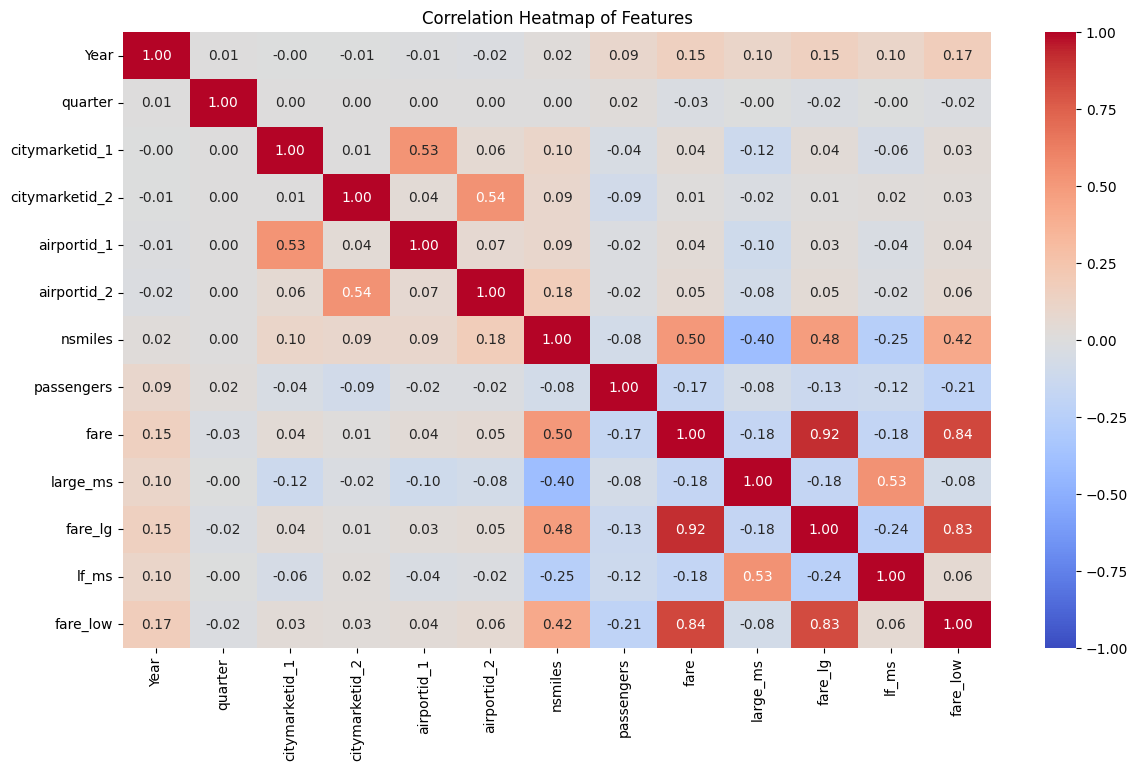 Correlation Heatmap of Features
Year 1.00 0.01 -0.00 -0.01 -0.01 -0.02 0.02 0.09 0.15 0.10 0.15 0.10 0.17
quarter 0.01 1.00 0.00 0.00 0.00 0.00 0.00 0.02 -0.03 -0.00 -0.02 -0.00 -0.02
citymarketid_1 -0.00 0.00 1.00 0.01 0.53 0.06 0.10 -0.04 0.04 -0.12 0.04 -0.06 0.03
citymarketid_2 -0.01 0.00 0.01 1.00 0.04 0.54 0.09 -0.09 0.01 -0.02 0.01 0.02 0.03
airportid_1 -0.01 0.00 0.53 0.04 1.00 0.07 0.09 -0.02 0.04 -0.10 0.03 -0.04 0.04
airportid_2 -0.02 0.00 0.06 0.54 0.07 1.00 0.18 -0.02 0.05 -0.08 0.05 -0.02 0.06
nsmiles 0.02 0.00 0.10 0.09 0.09 0.18 1.00 -0.08 0.50 -0.40 0.48 -0.25 0.42
passengers 0.09 0.02 -0.04 -0.09 -0.02 -0.02 -0.08 1.00 -0.17 -0.08 -0.13 -0.12 -0.21
fare 0.15 -0.03 0.04 0.01 0.04 0.05 0.50 -0.17 1.00 -0.18 0.92 -0.18 0.84
large_ms 0.10 -0.00 -0.12 -0.02 -0.10 -0.08 -0.40 -0.08 -0.18 1.00 -0.18 0.53 -0.08
fare_lg 0.15 -0.02 0.04 0.01 0.03 0.05 0.48 -0.13 0.92 -0.18 1.00 -0.24 0.83
lf_ms 0.10 -0.00 -0.06 0.02 -0.04 -0.02 -0.25 -0.12 -0.18 0.53 -0.24 1.00 0.06
fare_low 0.17 -0.02 0.03 0.03 0.04 0.06 0.42 -0.21 0.84 -0.08 0.83 0.06 1.00
Year quarter citymarketid_1 citymarketid_2 airportid_1 airportid_2 nsmiles passengers fare large_ms fare_lg lf_ms fare_low
1.00
0.75
0.50
0.25
0.00
−0.25
−0.50
−0.75
−1.00